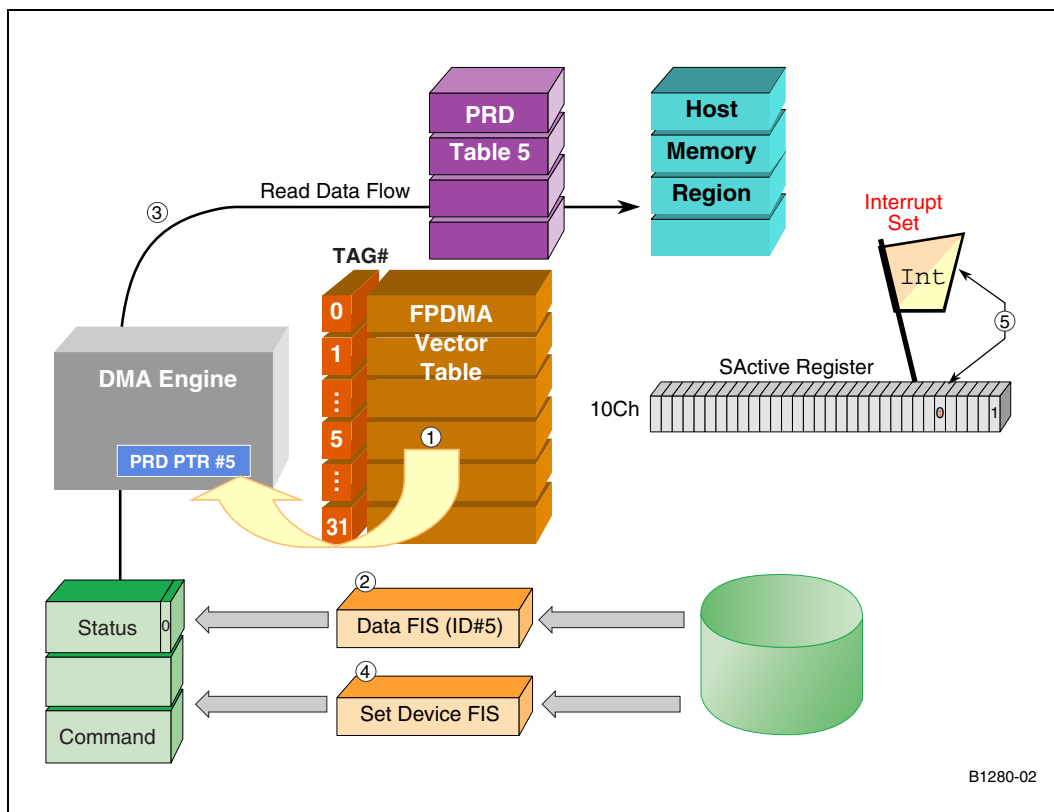 PRD
Table 5
Host
Memory
Region
Read Data Flow
③
Interrupt
Set
Int
⑤
TAG#
0
1
⋮
5
⋮
31
FPDMA
Vector
Table
①
DMA Engine
PRD PTR #5
SActive Register
10Ch
0
1
②
Data FIS (ID#5)
Status
0
④
Set Device FIS
Command
B1280-02